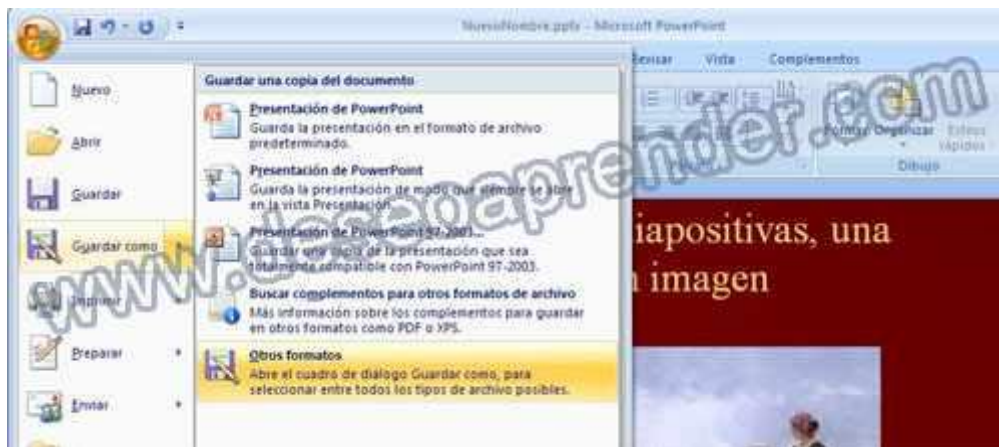 NuevoNombre.pptx - Microsoft PowerPoint
Revisar Vista Complementos
Nuevo
Abrir
Guardar
Guardar como
Imprimir
Preparar
Enviar
Guardar una copia del documento
Presentación de PowerPoint
Guarda la presentación en el formato de archivo
predeterminado.
Presentación de PowerPoint
Guarda la presentación de modo que siempre se abre
en la vista Presentación.
Presentación de PowerPoint 97-2003...
Guardar una copia de la presentación que sea
totalmente compatible con PowerPoint 97-2003.
Buscar complementos para otros formatos de archivo
Más información sobre los complementos para guardar
en otros formatos como PDF o XPS.
Otros formatos
Abre el cuadro de diálogo Guardar como, para
seleccionar entre todos los tipos de archivo posibles.
Formas Organizar Estilos
rápidos
Dibujo
iapositivas, una
imagen
www.deseoaprender.com